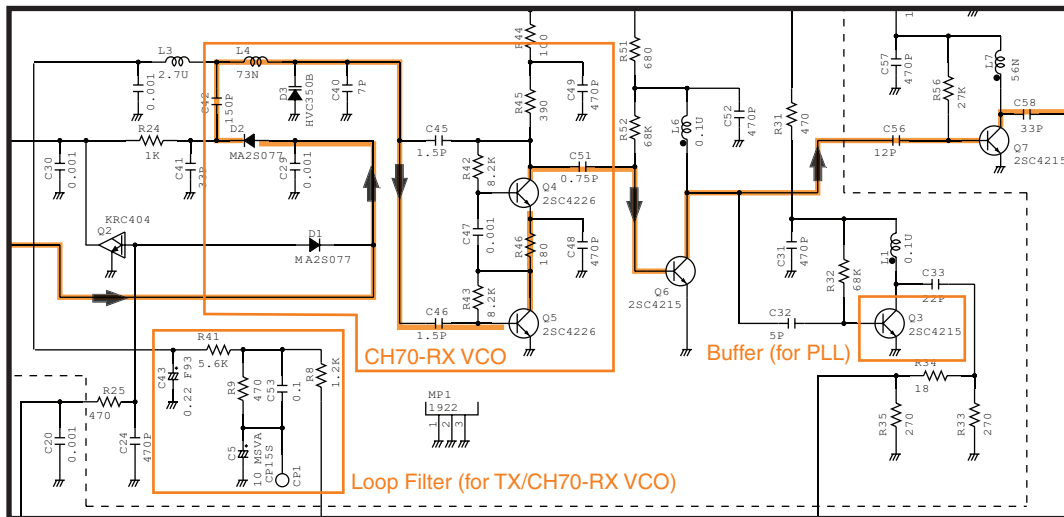 L3
2.7U
0.001
C42
150P
L4
73N
D3
HVC350B
C40
7P
R44
100
R45
390
C49
470P
R51
680
R52
68K
L6
0.1U
C52
470P
R31
470
C57
470P
R56
27K
L7
56N
C58
33P
C56
12P
Q7
2SC4215
R24
1K
D2
MA2S077
C30
0.001
C41
33P
C29
0.001
C45
1.5P
R42
8.2K
C51
0.75P
Q4
2SC4226
KRC404
Q2
D1
MA2S077
C47
0.001
R46
180
C48
470P
Q6
2SC4215
C31
470P
R32
68K
L1
0.1U
C33
22P
R43
8.2K
C46
1.5P
Q5
2SC4226
C32
5P
Q3
2SC4215
CH70-RX VCO
Buffer (for PLL)
R41
5.6K
C43
0.22 F93
R9
470
C53
0.1
R8
1.2K
R25
470
C20
0.001
C24
470P
C5
10 MSVA
CP15S
CP1
MP1
1922
1
2
3
R34
18
R35
270
R33
270
Loop Filter (for TX/CH70-RX VCO)